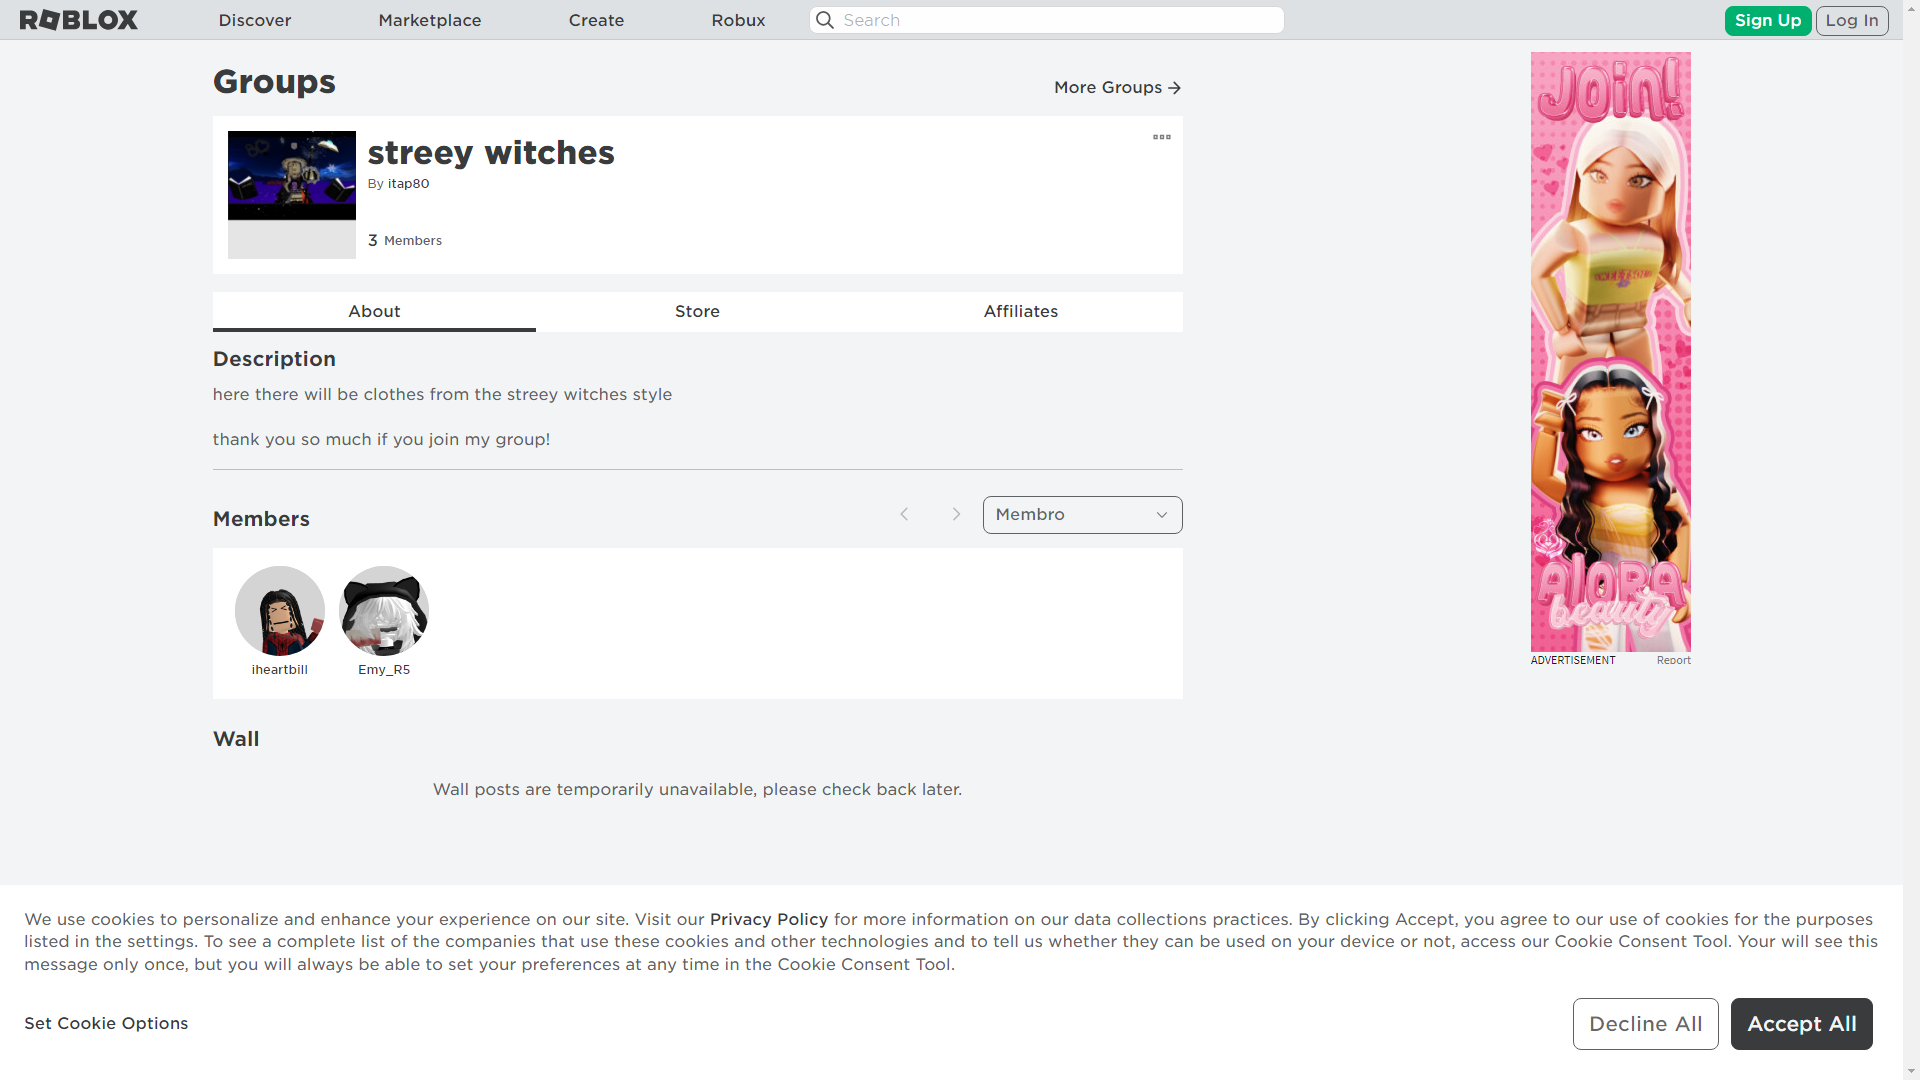 ROBLOX
Discover
Marketplace
Create
Robux
Search
Sign Up
Log In
Groups
More Groups
streey witches
By itap80
3 Members
About
Store
Affiliates
Description
here there will be clothes from the streey witches style
thank you so much if you join my group!
Members
Membro
iheartbill
Emy_R5
Wall
Wall posts are temporarily unavailable, please check back later.
Join!
AlORA
beauty
ADVERTISEMENT
Report
We use cookies to personalize and enhance your experience on our site. Visit our Privacy Policy for more information on our data collections practices. By clicking Accept, you agree to our use of cookies for the purposes
listed in the settings. To see a complete list of the companies that use these cookies and other technologies and to tell us whether they can be used on your device or not, access our Cookie Consent Tool. Your will see this
message only once, but you will always be able to set your preferences at any time in the Cookie Consent Tool.
Set Cookie Options
Decline All
Accept All